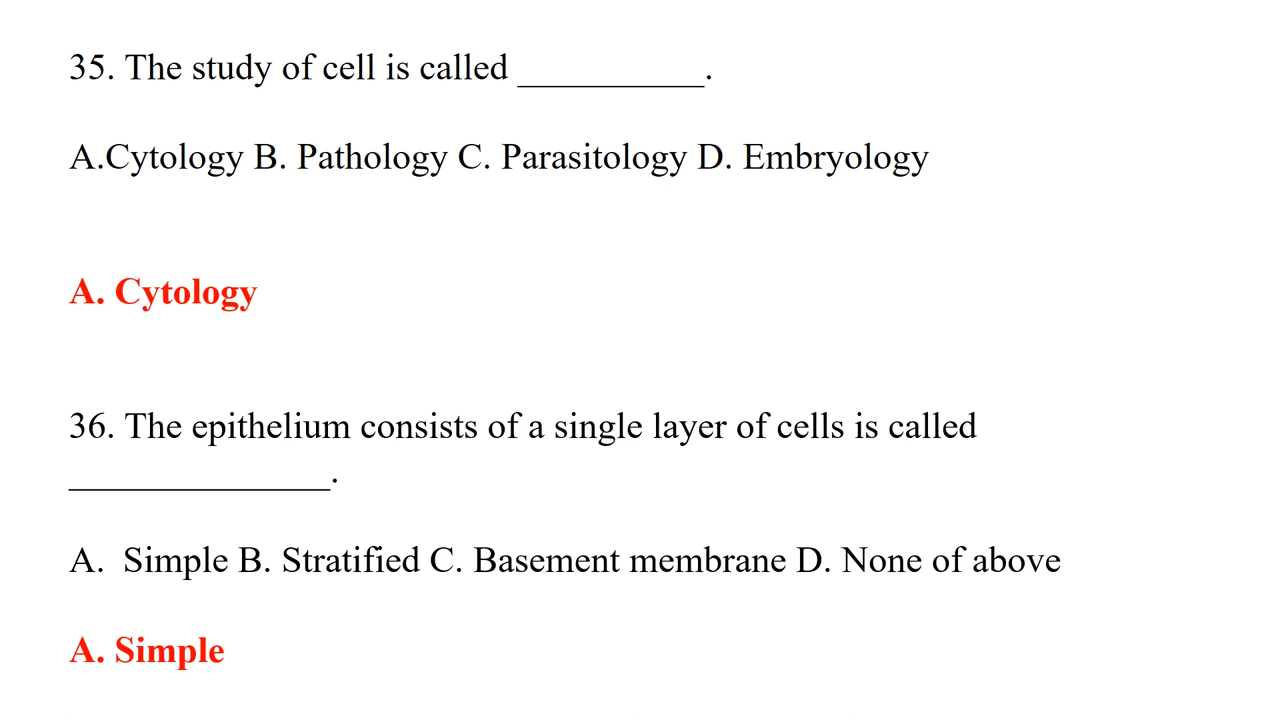 35. The study of cell is called __________.
A.Cytology B. Pathology C. Parasitology D. Embryology
A. Cytology
36. The epithelium consists of a single layer of cells is called
______________.
A.  Simple B. Stratified C. Basement membrane D. None of above
A. Simple